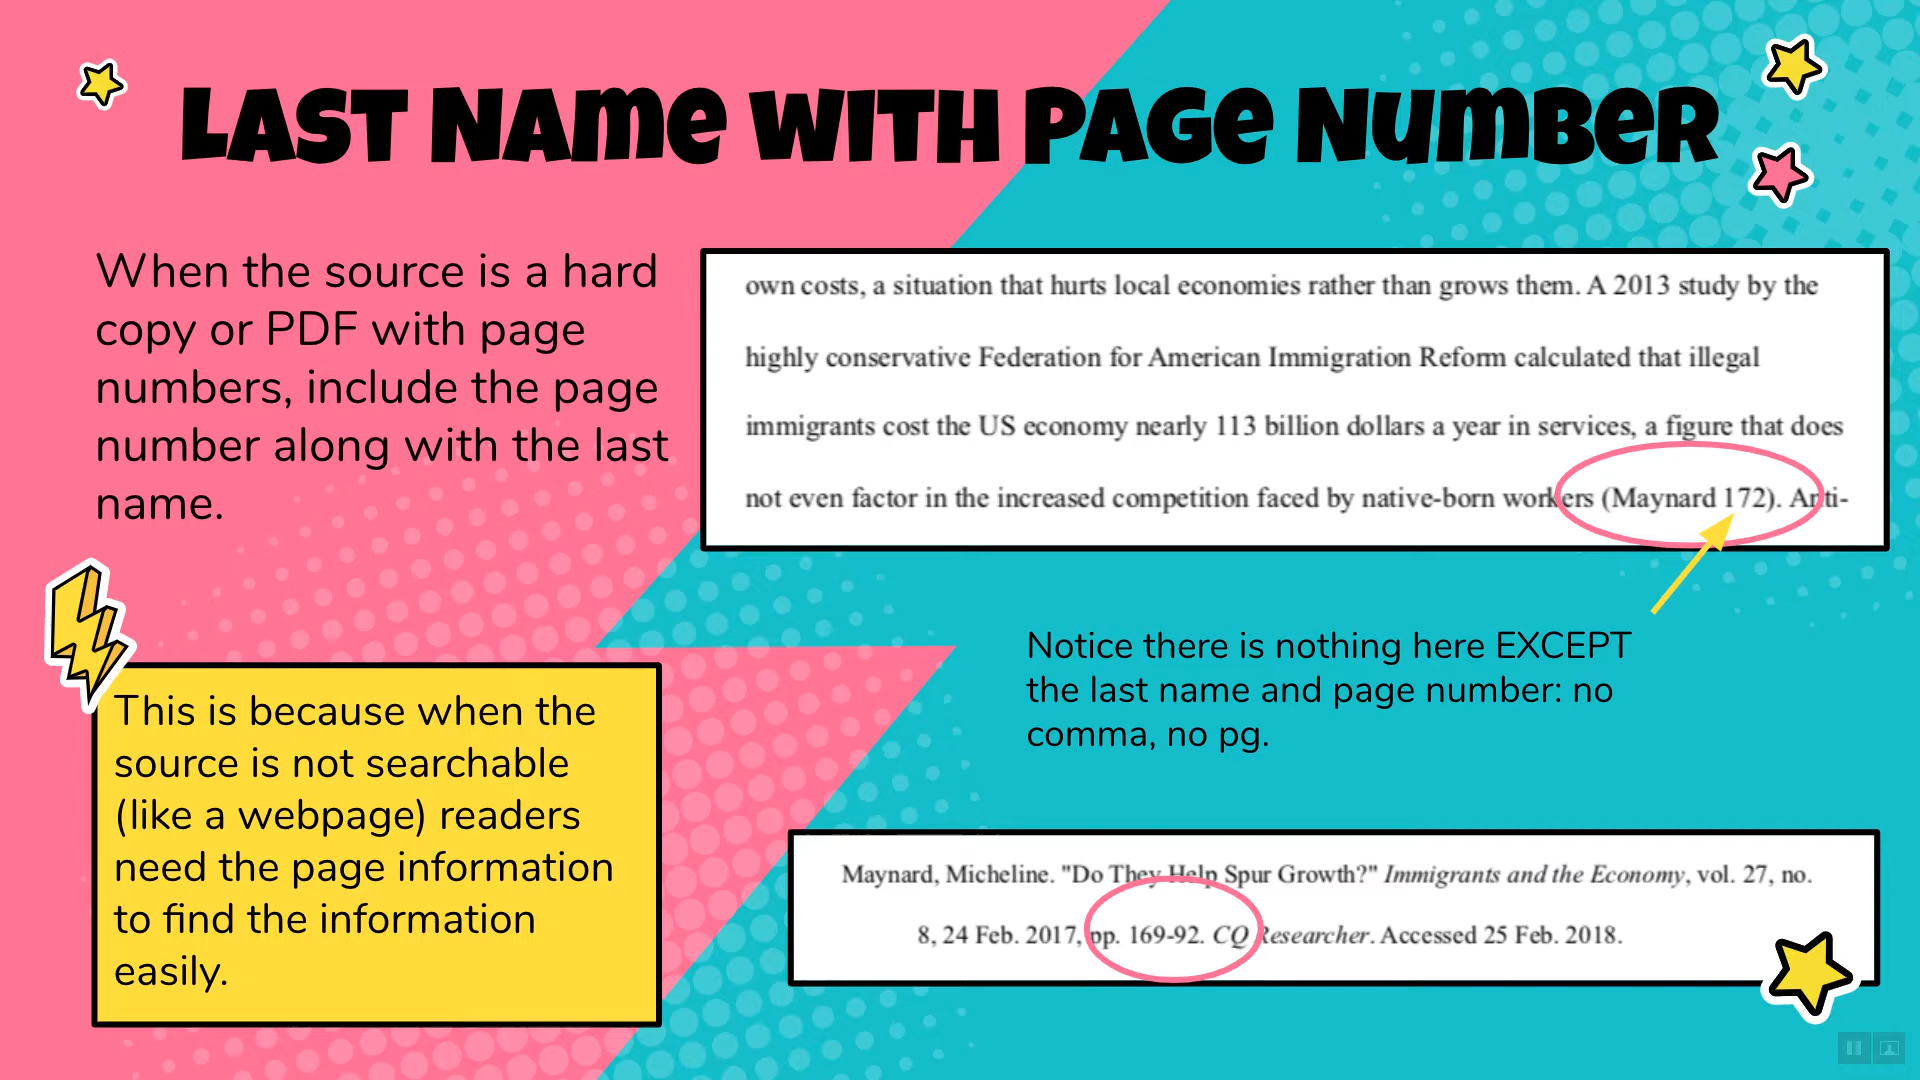 Last Name with Page Number
When the source is a hard
copy or PDF with page
numbers, include the page
number along with the last
name.
own costs, a situation that hurts local economies rather than grows them. A 2013 study by the
highly conservative Federation for American Immigration Reform calculated that illegal
immigrants cost the US economy nearly 113 billion dollars a year in services, a figure that does
not even factor in the increased competition faced by native-born workers (Maynard 172). Anti-
This is because when the
source is not searchable
(like a webpage) readers
need the page information
to find the information
easily.
Notice there is nothing here EXCEPT
the last name and page number: no
comma, no pg.
Maynard, Micheline. "Do They Help Spur Growth?" Immigrants and the Economy, vol. 27, no.
8, 24 Feb. 2017, pp. 169-92. CQ Researcher. Accessed 25 Feb. 2018.